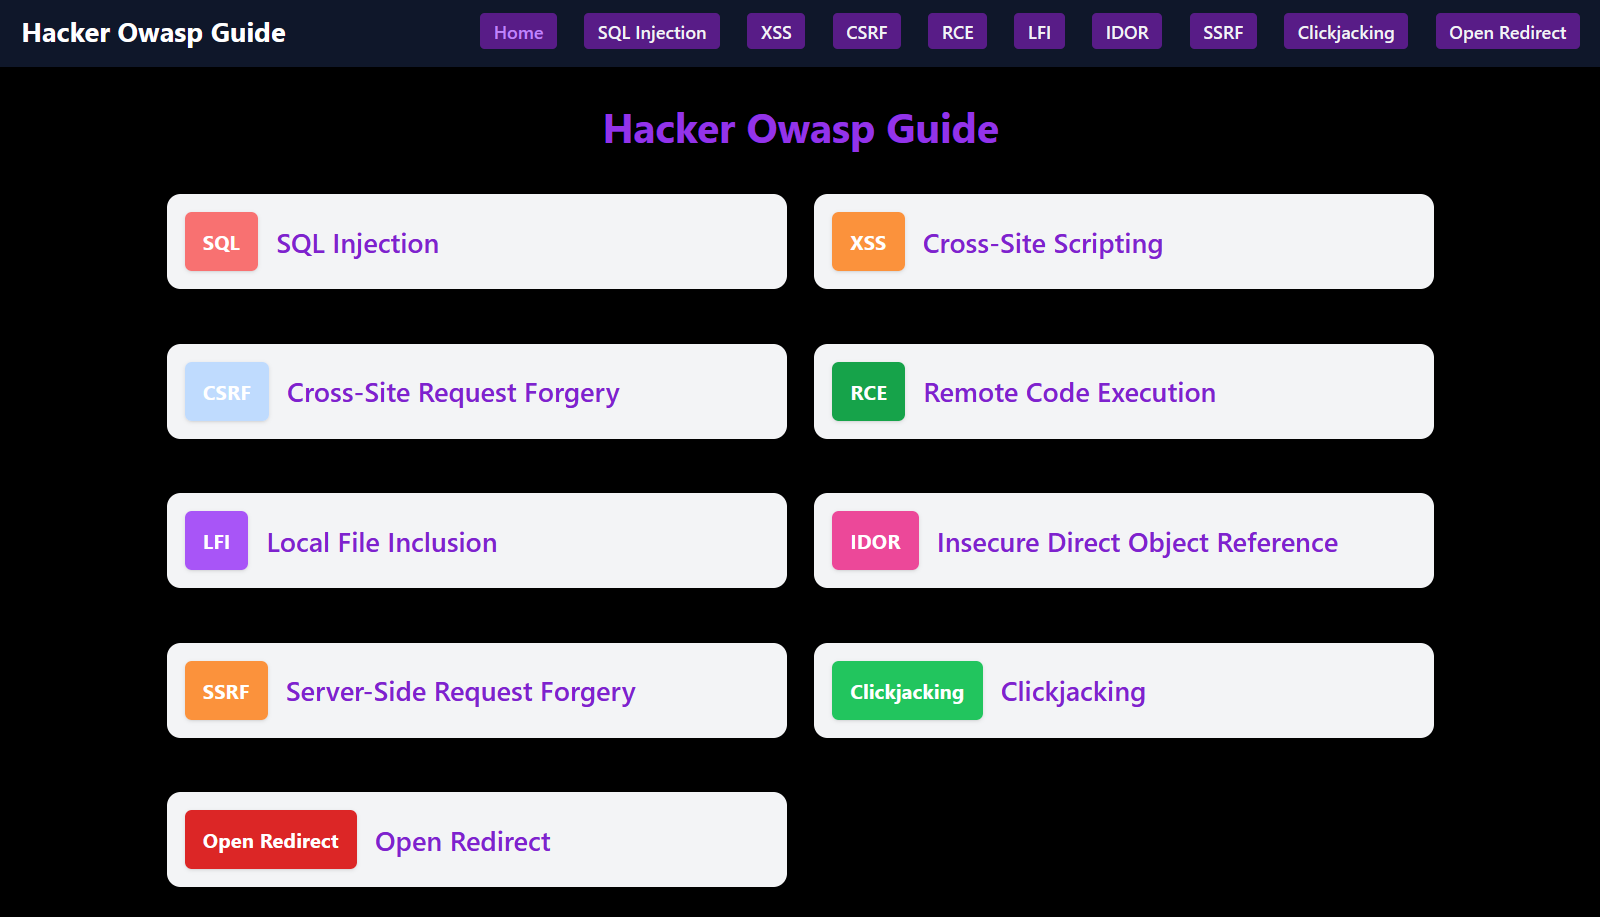 Hacker Owasp Guide
Home SQL Injection XSS CSRF RCE LFI IDOR SSRF Clickjacking Open Redirect
Hacker Owasp Guide
SQL SQL Injection
XSS Cross-Site Scripting
CSRF Cross-Site Request Forgery
RCE Remote Code Execution
LFI Local File Inclusion
IDOR Insecure Direct Object Reference
SSRF Server-Side Request Forgery
Clickjacking Clickjacking
Open Redirect Open Redirect